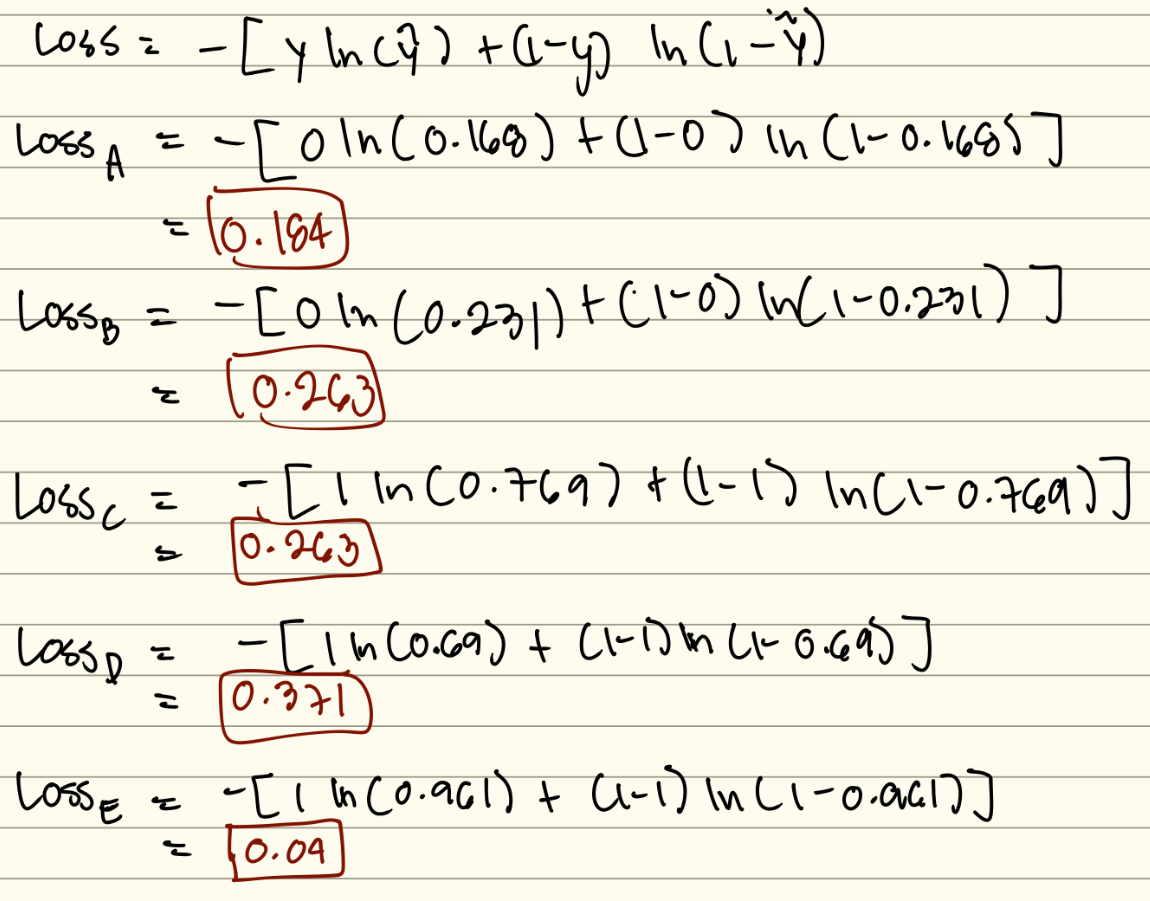 Loss = -[y ln(ŷ) + (1-y) ln(1-ŷ)
Loss_A = -[0 ln(0.168) + (1-0) ln(1-0.168)]
= 0.184
Loss_B = -[0 ln(0.231) + (1-0) ln(1-0.231)]
= 0.263
Loss_C = -[1 ln(0.769) + (1-1) ln(1-0.769)]
= 0.263
Loss_D = -[1 ln(0.69) + (1-1) ln(1-0.69)]
= 0.371
Loss_E = -[1 ln(0.961) + (1-1) ln(1-0.961)]
= 0.04